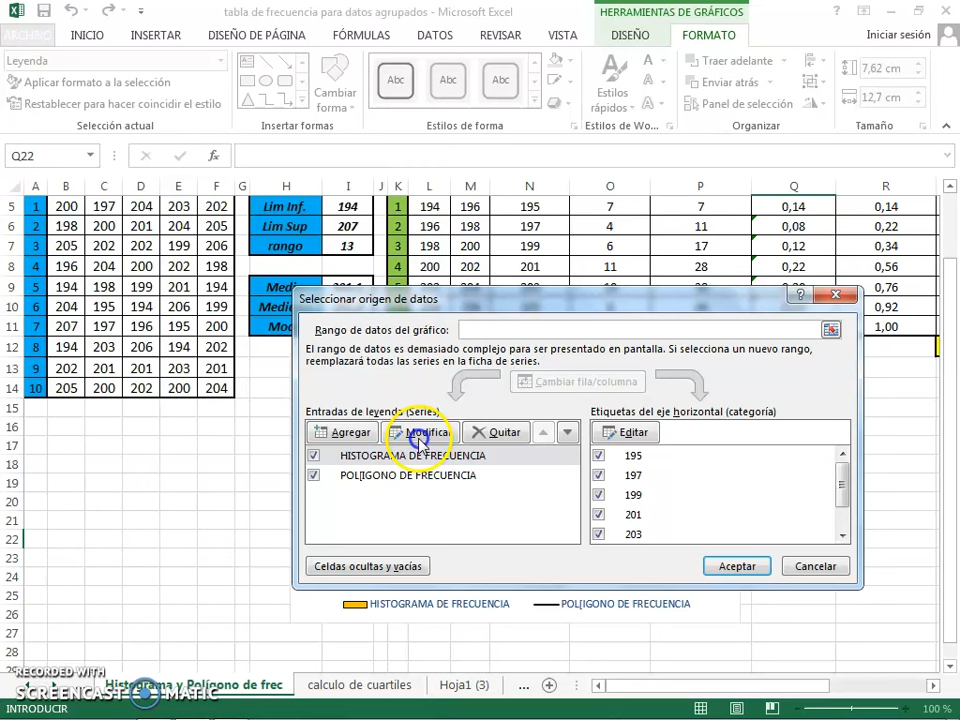 tabla de frecuencia para datos agrupados - Microsoft Excel
HERRAMIENTAS DE GRÁFICOS
ARCHIVO INICIO INSERTAR DISEÑO DE PÁGINA FÓRMULAS DATOS REVISAR VISTA DISEÑO FORMATO Iniciar sesión
Leyenda
Aplicar formato a la selección
Restablecer para hacer coincidir el estilo
Selección actual
Cambiar forma
Insertar formas
Abc Abc Abc
Estilos de forma
Estilos rápidos
Estilos de Wo...
Traer adelante
Enviar atrás
Panel de selección
Organizar
7,62 cm
12,7 cm
Tamaño
Q22 fx
A B C D E F G H I J K L M N O P Q R
5 1 200 197 204 203 202 Lim Inf. 194 1 194 196 195 7 7 0,14 0,14
6 2 198 200 201 204 205 Lim Sup 207 2 196 198 197 4 11 0,08 0,22
7 3 205 202 202 199 206 rango 13 3 198 200 199 6 17 0,12 0,34
8 4 196 204 200 202 198 4 200 202 201 11 28 0,22 0,56
9 5 194 198 199 201 194 0,76
10 6 204 195 194 206 199 0,92
11 7 207 197 196 195 200 1,00
12 8 194 203 206 194 202
13 9 202 201 201 203 201
14 10 205 200 202 200 204
15
16
17
18
19
20
21
22
23
24
25
26
27
28
Seleccionar origen de datos
Rango de datos del gráfico:
El rango de datos es demasiado complejo para ser presentado en pantalla. Si selecciona un nuevo rango,
reemplazará todas las series en la ficha de series.
Cambiar fila/columna
Entradas de leyenda (Series)
Agregar Modificar Quitar
HISTOGRAMA DE FRECUENCIA
POL[IGONO DE FRECUENCIA
Etiquetas del eje horizontal (categoría)
Editar
195
197
199
201
203
Celdas ocultas y vacías Aceptar Cancelar
HISTOGRAMA DE FRECUENCIA POL[IGONO DE FRECUENCIA
RECORDED WITH
SCREENCAST MATIC
Histograma y Polígono de frec calculo de cuartiles Hoja1 (3) ...
INTRODUCIR 100 %